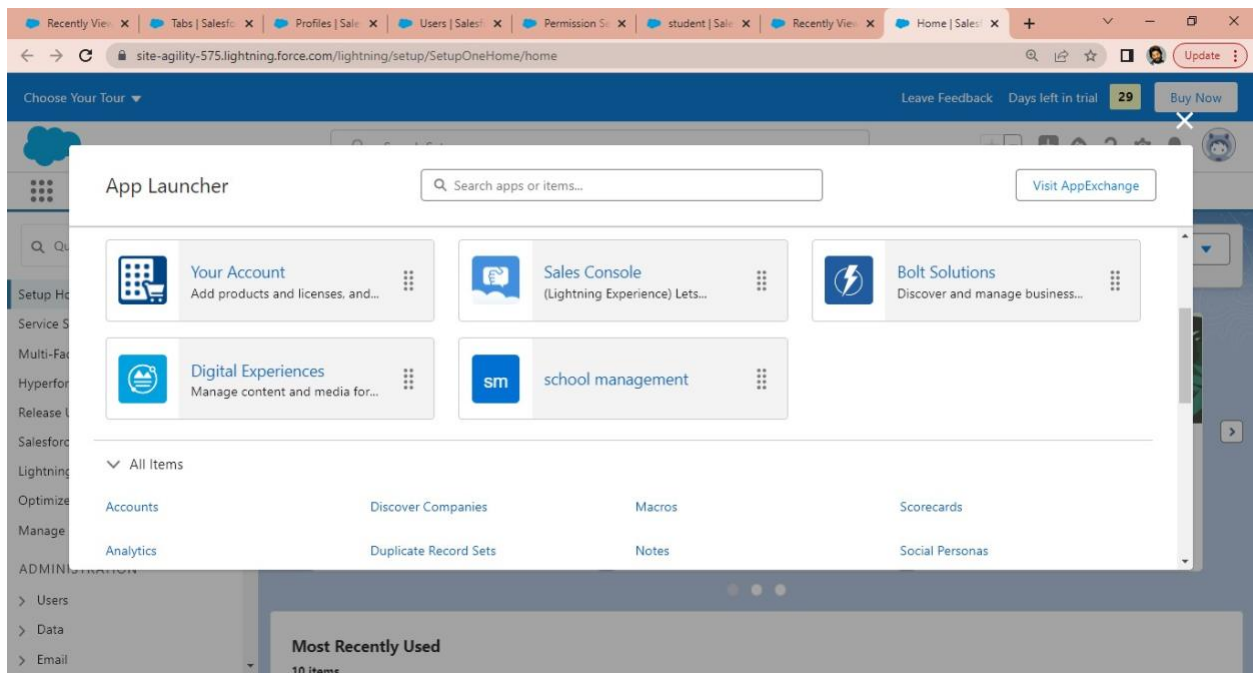 Recently View
Tabs | Salesfo
Profiles | Sale
Users | Salesf
Permission Se
student | Sale
Recently View
Home | Salesf
site-agility-575.lightning.force.com/lightning/setup/SetupOneHome/home
Update
Choose Your Tour
Leave Feedback
Days left in trial
29
Buy Now
App Launcher
Search apps or items...
Visit AppExchange
Qu
Your Account
Add products and licenses, and...
Sales Console
(Lightning Experience) Lets...
Bolt Solutions
Discover and manage business...
Setup Ho
Service S
Multi-Fac
Hyperfor
Release U
Salesforc
Lightning
Optimize
Manage
Digital Experiences
Manage content and media for...
sm
school management
All Items
Accounts
Discover Companies
Macros
Scorecards
Analytics
Duplicate Record Sets
Notes
Social Personas
ADMINISTRATION
Users
Data
Email
Most Recently Used
10 items